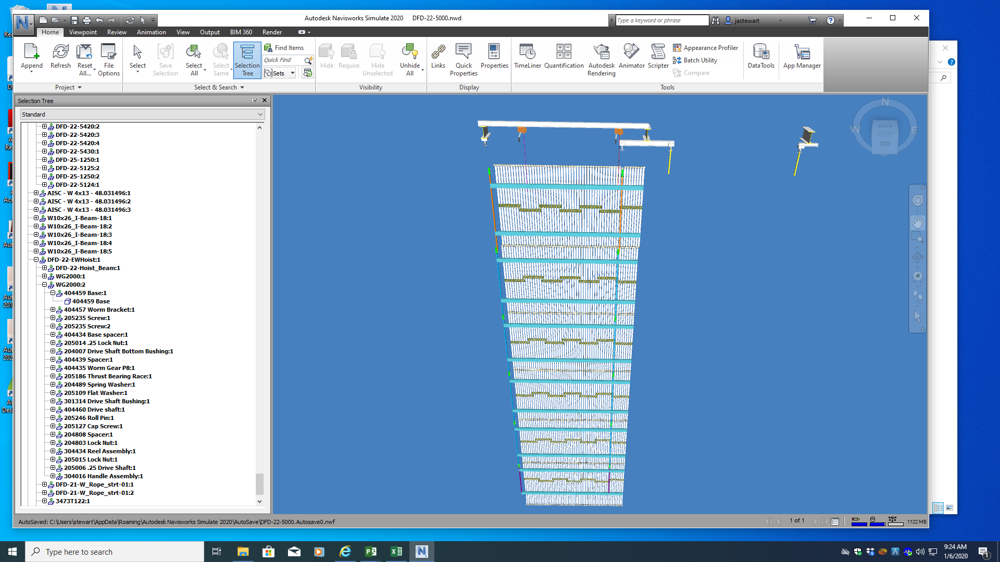 Autodesk Navisworks Simulate 2020 DFD-22-5000.nwd
Type a keyword or phrase
jastewart
Home Viewpoint Review Animation View Output BIM 360 Render
Append
Refresh
Reset All...
File Options
Select
Save Selection
Select All
Select Same
Selection Tree
Find Items
Quick Find
Sets
Hide
Require
Hide Unselected
Unhide All
Links
Quick Properties
Properties
TimeLiner
Quantification
Autodesk Rendering
Animator
Scripter
Appearance Profiler
Batch Utility
Compare
DataTools
App Manager
Project Select & Search Visibility Display Tools
Selection Tree
Standard
DFD-22-5420:2
DFD-22-5420:3
DFD-22-5420:4
DFD-22-5430:1
DFD-25-1250:1
DFD-22-5125:2
DFD-25-1250:2
DFD-22-5124:1
AISC - W 4x13 - 48.031496:1
AISC - W 4x13 - 48.031496:2
AISC - W 4x13 - 48.031496:3
W10x26_I-Beam-18:1
W10x26_I-Beam-18:2
W10x26_I-Beam-18:3
W10x26_I-Beam-18:4
W10x26_I-Beam-18:5
DFD-22-EWHoist:1
DFD-22-Hoist_Beam:1
WG2000:1
WG2000:2
404459 Base:1
404459 Base
404457 Worm Bracket:1
205235 Screw:1
205235 Screw:2
404434 Base spacer:1
205014 .25 Lock Nut:1
204007 Drive Shaft Bottom Bushing:1
404439 Spacer:1
404435 Worm Gear P8:1
205186 Thrust Bearing Race:1
204489 Spring Washer:1
205109 Flat Washer:1
301314 Drive Shaft Bushing:1
404460 Drive shaft:1
205246 Roll Pin:1
205127 Cap Screw:1
204808 Spacer:1
204803 Lock Nut:1
304434 Reel Assembly:1
205015 Lock Nut:1
205006 .25 Drive Shaft:1
304016 Handle Assembly:1
DFD-21-W_Rope_strt-01:1
DFD-21-W_Rope_strt-01:2
3473T122:1
N
W E
BACK
TOP
AutoSaved: C:\Users\stewart\AppData\Roaming\Autodesk Navisworks Simulate 2020\AutoSave\DFD-22-5000.Autosave0.nwf
1 of 1
1122 MB
Type here to search
9:24 AM
1/6/2020
1